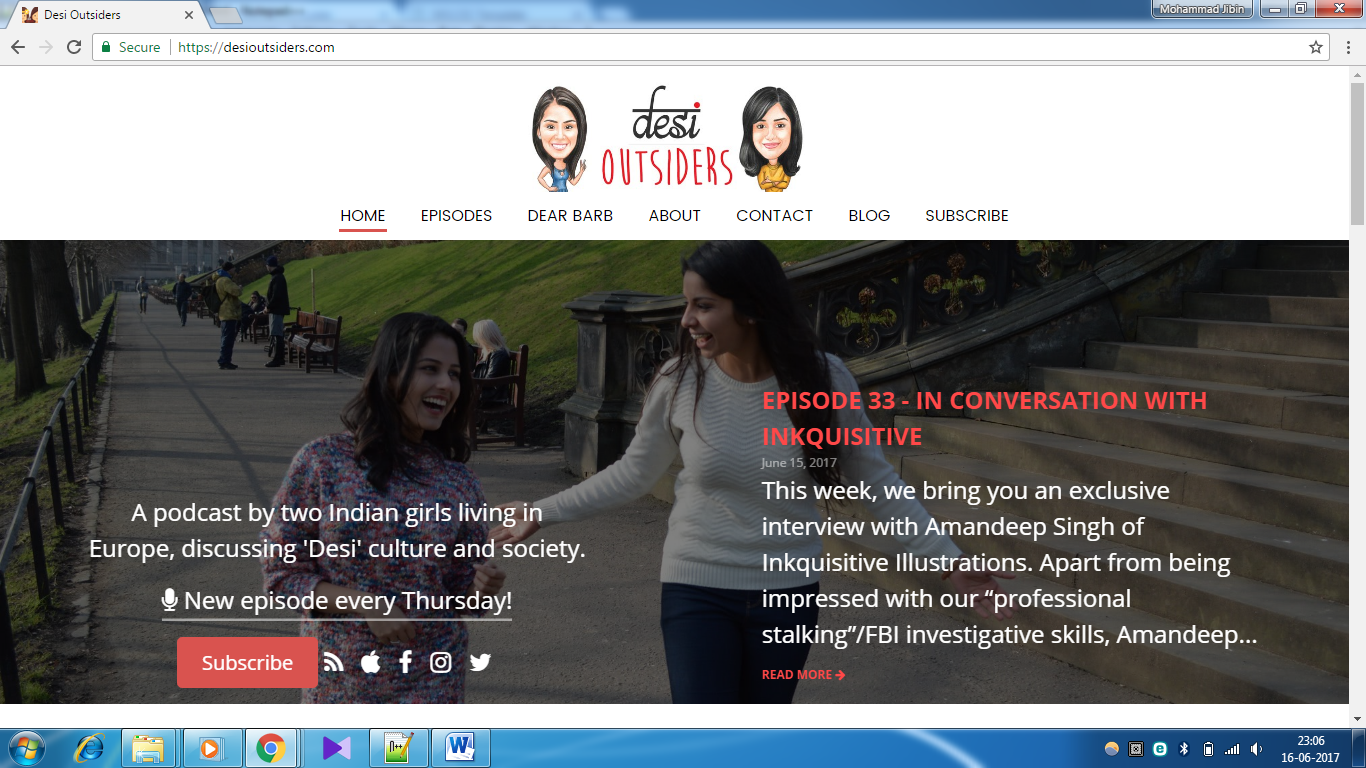 Desi Outsiders
Mohammad Jibin
Secure
https://desioutsiders.com
desi
OUTSIDERS
HOME
EPISODES
DEAR BARB
ABOUT
CONTACT
BLOG
SUBSCRIBE
A podcast by two Indian girls living in
Europe, discussing 'Desi' culture and society.
New episode every Thursday!
Subscribe
EPISODE 33 - IN CONVERSATION WITH
INKQUISITIVE
June 15, 2017
This week, we bring you an exclusive
interview with Amandeep Singh of
Inkquisitive Illustrations. Apart from being
impressed with our “professional
stalking”/FBI investigative skills, Amandeep...
READ MORE
23:06
16-06-2017